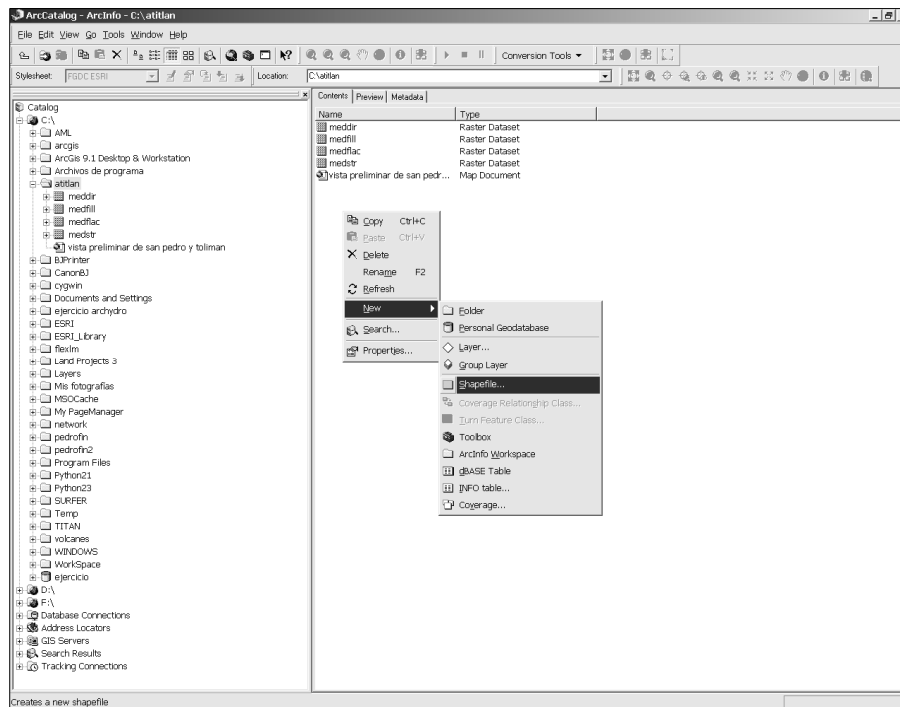 ArcCatalog - ArcInfo - C:\atitlan
File Edit View Go Tools Window Help
Conversion Tools
Stylesheet: FGDC ESRI Location: C:\atitlan
Contents Preview Metadata
Name Type
meddir Raster Dataset
medfill Raster Dataset
medflac Raster Dataset
medstr Raster Dataset
vista preliminar de san pedr... Map Document
Catalog
C:\
AML
arcgis
ArcGis 9.1 Desktop & Workstation
Archivos de programa
atitlan
meddir
medfill
medflac
medstr
vista preliminar de san pedro y toliman
BJPrinter
CanonBJ
cygwin
Documents and Settings
ejercicio archydro
ESRI
ESRI_Library
flexlm
Land Projects 3
Layers
Mis fotografías
MSOCache
My PageManager
network
pedrofin
pedrofin2
Program Files
Python21
Python23
SURFER
Temp
TITAN
volcanes
WINDOWS
WorkSpace
ejercicio
D:\
F:\
Database Connections
Address Locators
GIS Servers
Search Results
Tracking Connections
Copy Ctrl+C
Paste Ctrl+V
Delete
Rename F2
Refresh
New
Search...
Properties...
Folder
Personal Geodatabase
Layer...
Group Layer
Shapefile...
Coverage Relationship Class...
Turn Feature Class...
Toolbox
ArcInfo Workspace
dBASE Table
INFO table...
Coverage...
Creates a new shapefile